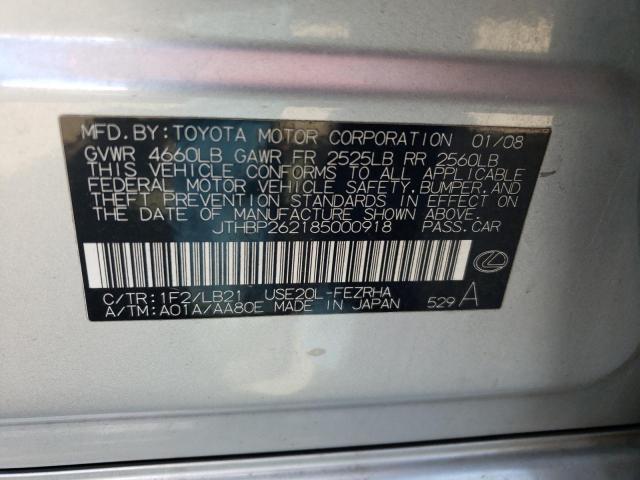 MFD.BY:TOYOTA MOTOR CORPORATION 01/08
GVWR 4660LB GAWR FR 2525LB RR 2560LB
THIS VEHICLE CONFORMS TO ALL APPLICABLE
FEDERAL MOTOR VEHICLE SAFETY,BUMPER,AND
THEFT PREVENTION STANDARDS IN EFFECT ON
THE DATE OF MANUFACTURE SHOWN ABOVE.
JTHBP262185000918 PASS.CAR
C/TR:1F2/LB21 USE20L-FEZRHA
A/TM:A01A/AA80E MADE IN JAPAN 529 A